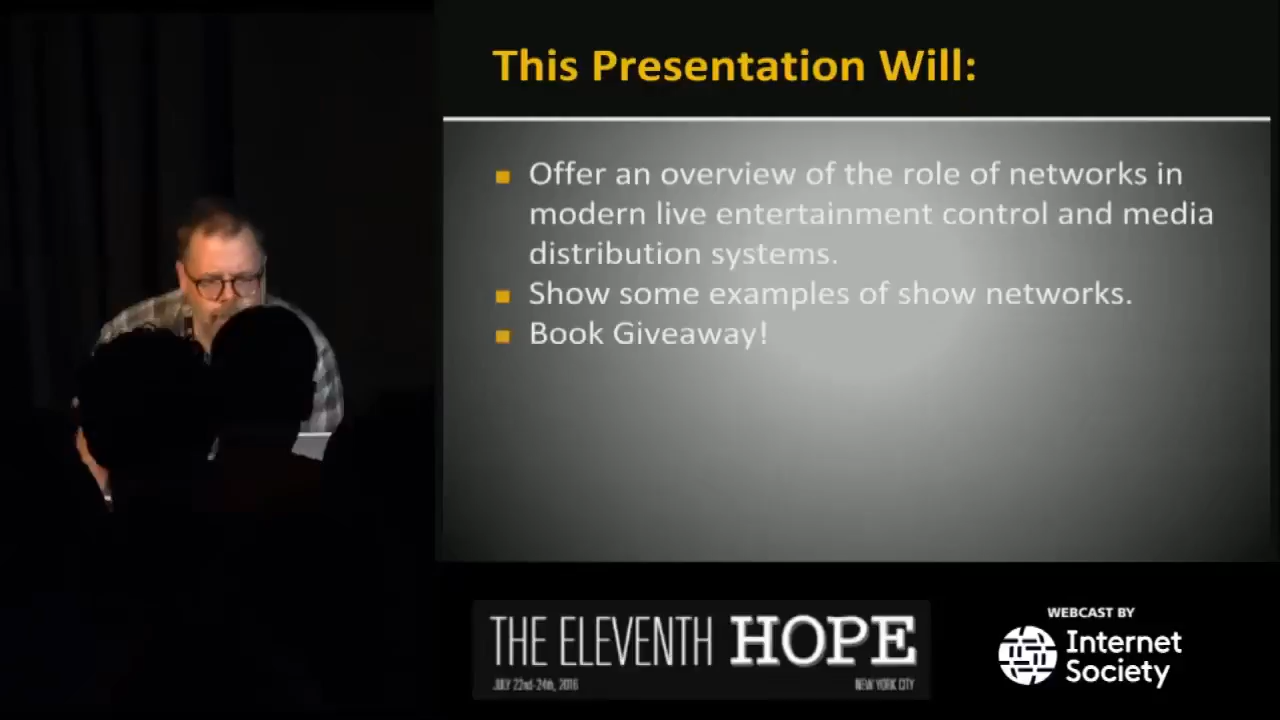 This Presentation Will:
Offer an overview of the role of networks in
modern live entertainment control and media
distribution systems.
Show some examples of show networks.
Book Giveaway!
THE ELEVENTH HOPE
JULY 22nd-24th, 2016
NEW YORK CITY
WEBCAST BY
Internet
Society